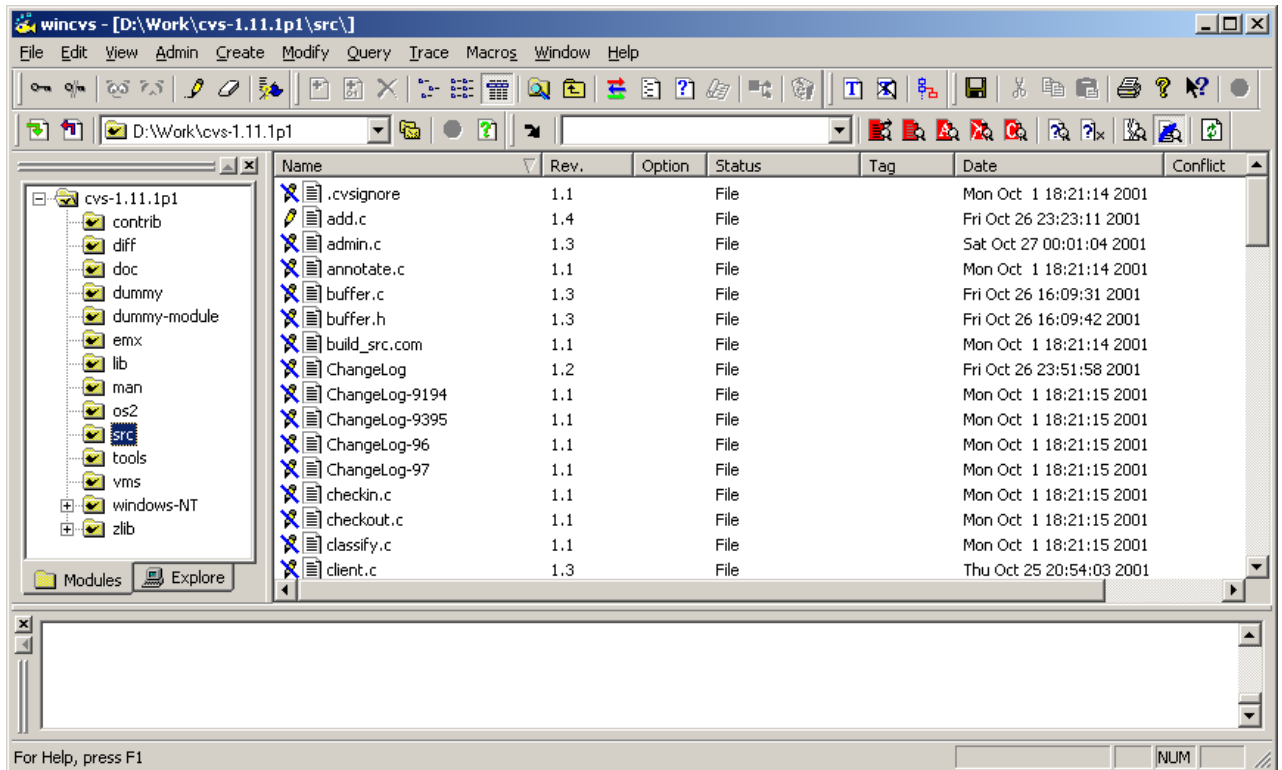 wincvs - [D:\Work\cvs-1.11.1p1\src\]
File Edit View Admin Create Modify Query Trace Macros Window Help
D:\Work\cvs-1.11.1p1
Name Rev. Option Status Tag Date Conflict
cvs-1.11.1p1
contrib
diff
doc
dummy
dummy-module
emx
lib
man
os2
src
tools
vms
windows-NT
zlib
Modules Explore
.cvsignore 1.1 File Mon Oct 1 18:21:14 2001
add.c 1.4 File Fri Oct 26 23:23:11 2001
admin.c 1.3 File Sat Oct 27 00:01:04 2001
annotate.c 1.1 File Mon Oct 1 18:21:14 2001
buffer.c 1.3 File Fri Oct 26 16:09:31 2001
buffer.h 1.3 File Fri Oct 26 16:09:42 2001
build_src.com 1.1 File Mon Oct 1 18:21:14 2001
ChangeLog 1.2 File Fri Oct 26 23:51:58 2001
ChangeLog-9194 1.1 File Mon Oct 1 18:21:15 2001
ChangeLog-9395 1.1 File Mon Oct 1 18:21:15 2001
ChangeLog-96 1.1 File Mon Oct 1 18:21:15 2001
ChangeLog-97 1.1 File Mon Oct 1 18:21:15 2001
checkin.c 1.1 File Mon Oct 1 18:21:15 2001
checkout.c 1.1 File Mon Oct 1 18:21:15 2001
classify.c 1.1 File Mon Oct 1 18:21:15 2001
client.c 1.3 File Thu Oct 25 20:54:03 2001
For Help, press F1
NUM